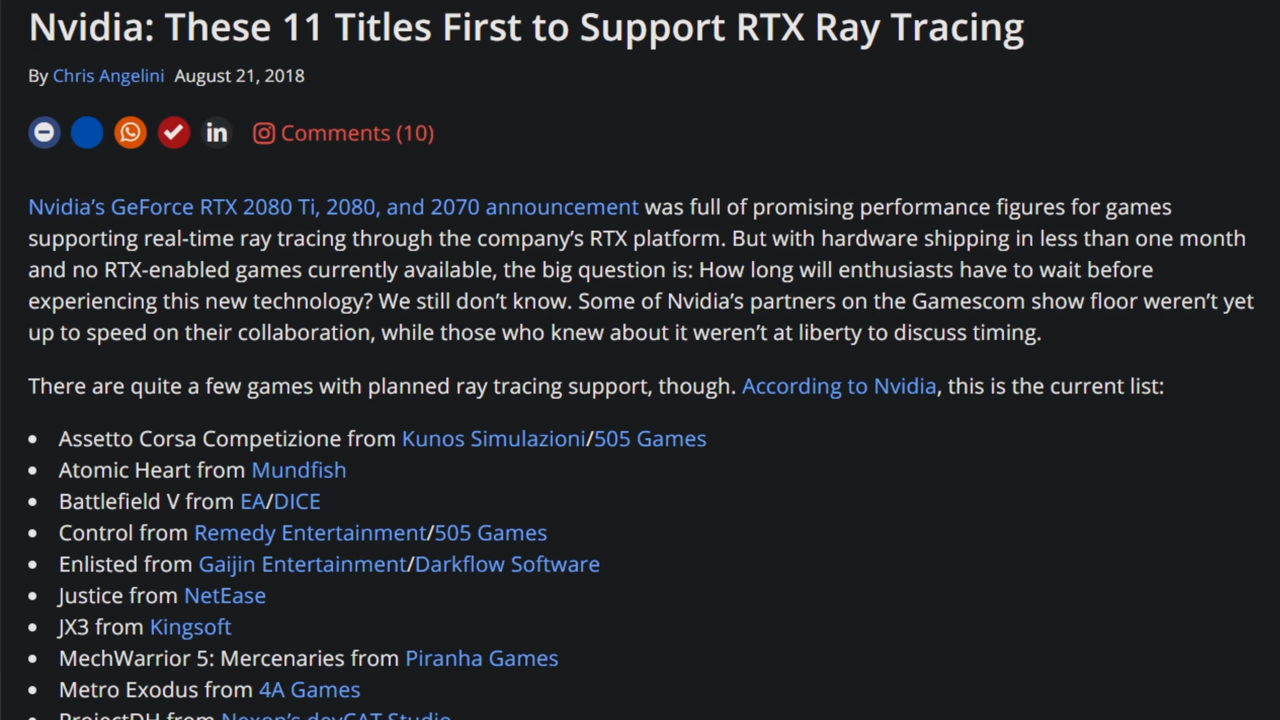 Nvidia: These 11 Titles First to Support RTX Ray Tracing
By Chris Angelini August 21, 2018
in Comments (10)
Nvidia’s GeForce RTX 2080 Ti, 2080, and 2070 announcement was full of promising performance figures for games
supporting real-time ray tracing through the company’s RTX platform. But with hardware shipping in less than one month
and no RTX-enabled games currently available, the big question is: How long will enthusiasts have to wait before
experiencing this new technology? We still don’t know. Some of Nvidia’s partners on the Gamescom show floor weren’t yet
up to speed on their collaboration, while those who knew about it weren’t at liberty to discuss timing.
There are quite a few games with planned ray tracing support, though. According to Nvidia, this is the current list:
• Assetto Corsa Competizione from Kunos Simulazioni/505 Games
• Atomic Heart from Mundfish
• Battlefield V from EA/DICE
• Control from Remedy Entertainment/505 Games
• Enlisted from Gaijin Entertainment/Darkflow Software
• Justice from NetEase
• JX3 from Kingsoft
• MechWarrior 5: Mercenaries from Piranha Games
• Metro Exodus from 4A Games
• ProjectDH from Nexon’s devCAT Studio